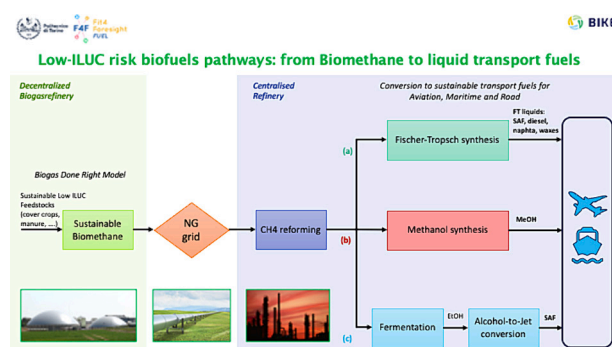 Politecnico
di Torino
F4F
Fit4
Foresight
FUEL
BIKE
Low-ILUC risk biofuels pathways: from Biomethane to liquid transport fuels
Decentralized
Biogasrefinery
Centralised
Refinery
Conversion to sustainable transport fuels for
Aviation, Maritime and Road
FT liquids:
SAF, diesel,
naphta, waxes
(a)
Fischer-Tropsch synthesis
Biogas Done Right Model
Sustainable Low ILUC
Feedstocks
(cover crops,
manure, ....)
Sustainable
Biomethane
NG
grid
CH4 reforming
(b)
Methanol synthesis
MeOH
(c)
Fermentation
EtOH
Alcohol-to-Jet
conversion
SAF